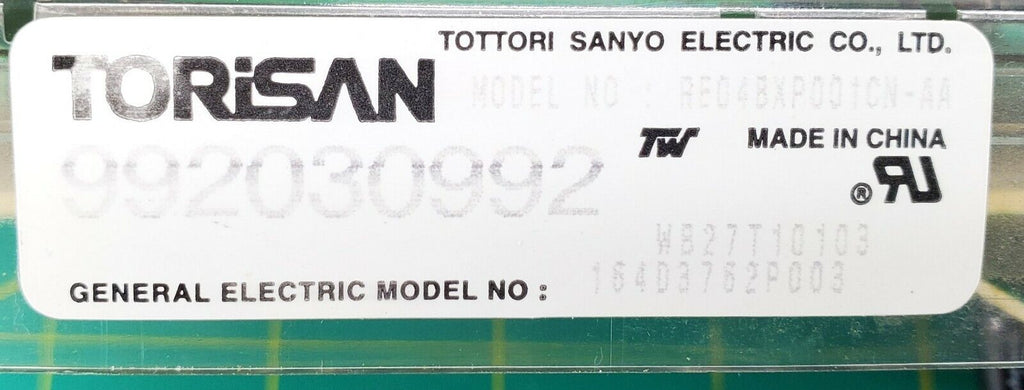 TOTTORI SANYO ELECTRIC CO., LTD.
TORiSAN
MODEL NO : RE04BXP001CN-AA
TW
MADE IN CHINA
992030992
®
WB27T10103
GENERAL ELECTRIC MODEL NO : 164D3762P003